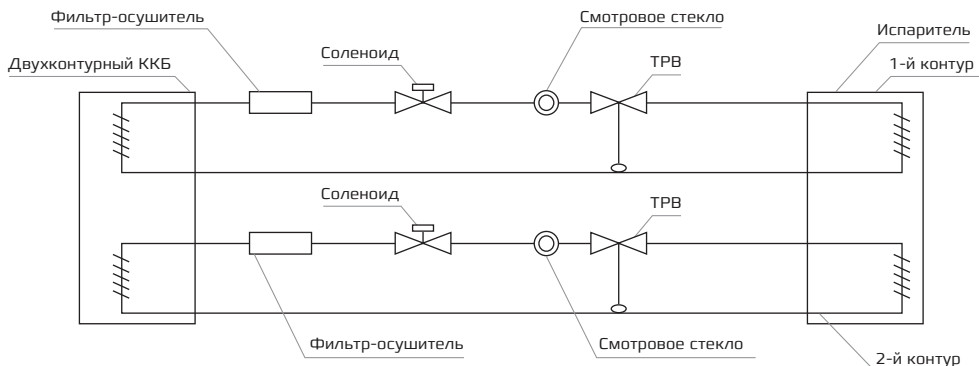 Фильтр-осушитель
Смотровое стекло
Испаритель
Соленоид
Двухконтурный ККБ
ТРВ
1-й контур
Соленоид
ТРВ
Фильтр-осушитель
Смотровое стекло
2-й контур